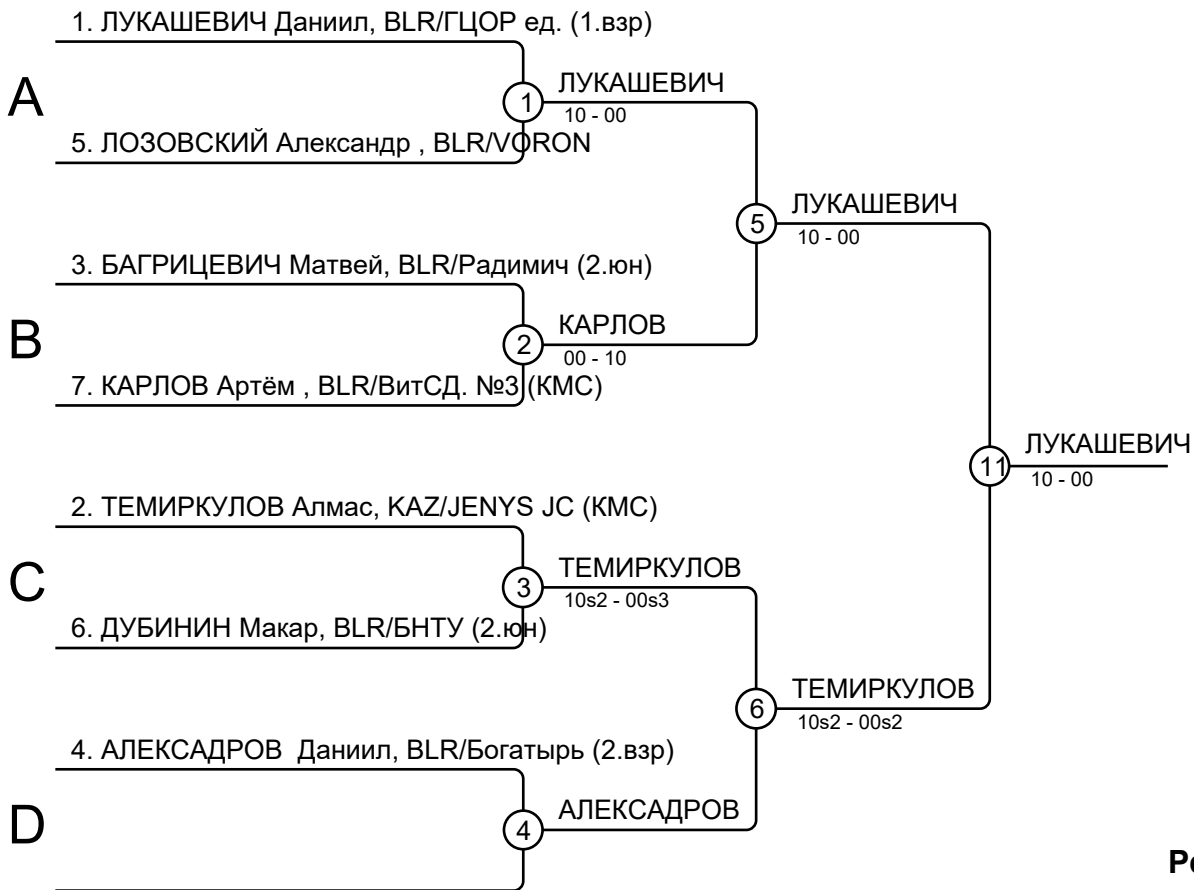 1. ЛУКАШЕВИЧ Даниил, BLR/ГЦОР ед. (1.взр)
A
1
ЛУКАШЕВИЧ
10 - 00
5. ЛОЗОВСКИЙ Александр , BLR/VORON
5
ЛУКАШЕВИЧ
10 - 00
3. БАГРИЦЕВИЧ Матвей, BLR/Радимич (2.юн)
B
2
КАРЛОВ
00 - 10
7. КАРЛОВ Артём , BLR/ВитСД. №3 (КМС)
11
ЛУКАШЕВИЧ
10 - 00
2. ТЕМИРКУЛОВ Алмас, KAZ/JENYS JC (КМС)
C
3
ТЕМИРКУЛОВ
10s2 - 00s3
6. ДУБИНИН Макар, BLR/БНТУ (2.юн)
6
ТЕМИРКУЛОВ
10s2 - 00s2
4. АЛЕКСАДРОВ  Даниил, BLR/Богатырь (2.взр)
D
4
АЛЕКСАДРОВ